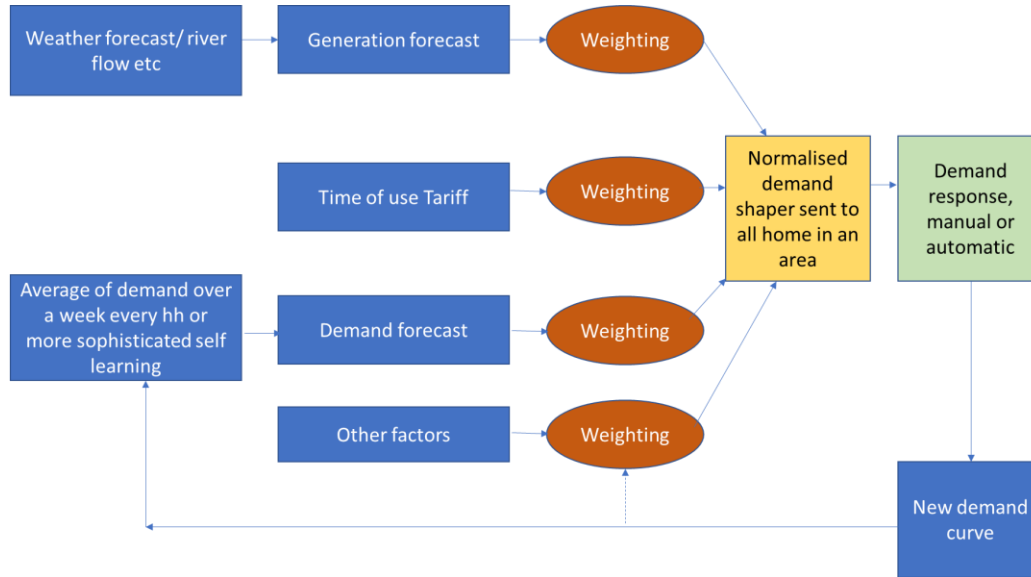 Weather forecast/ river
flow etc
Generation forecast
Weighting
Time of use Tariff
Weighting
Normalised
demand
shaper sent to
all home in an
area
Demand
response,
manual or
automatic
Average of demand over
a week every hh or
more sophisticated self
learning
Demand forecast
Weighting
Other factors
Weighting
New demand
curve